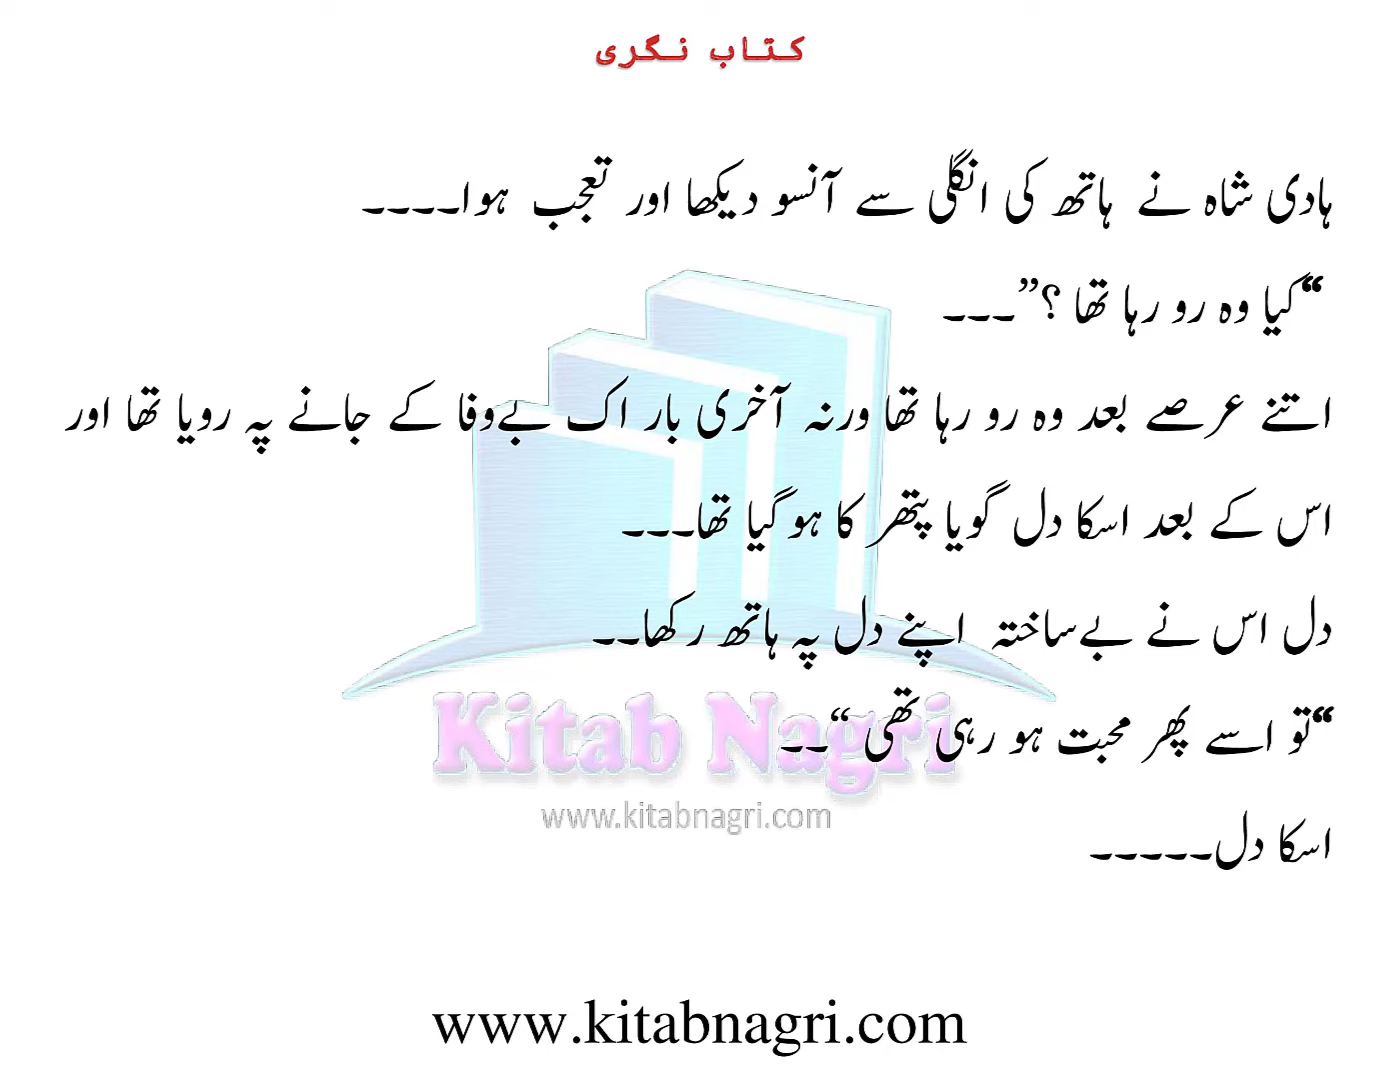 کتاب نگری
ہادی شاہ نے ہاتھ کی انگلی سے آنسو دیکھا اور تعجب ہوا۔۔۔۔
“کیا وہ رو رہا تھا ؟”۔۔۔
اتنے عرصے بعد وہ رو رہا تھا ورنہ آخری بار اک بےوفا کے جانے پہ رویا تھا اور
اس کے بعد اسکا دل گویا پتھر کا ہوگیا تھا۔۔۔
دل اس نے بےساختہ اپنے دل پہ ہاتھ رکھا۔۔
“تو اسے پھر محبت ہو رہی تھی “۔۔
Kitab Nagri
www.kitabnagri.com
اسکا دل۔۔۔۔۔
www.kitabnagri.com